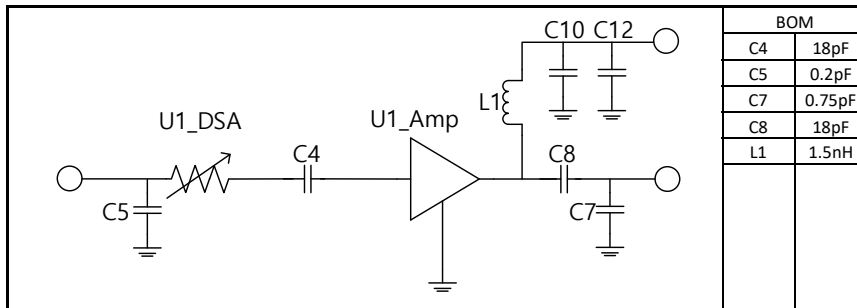 C10 C12
L1
U1_DSA
U1_Amp
C4
C8
C5
C7
BOM
C4 18pF
C5 0.2pF
C7 0.75pF
C8 18pF
L1 1.5nH